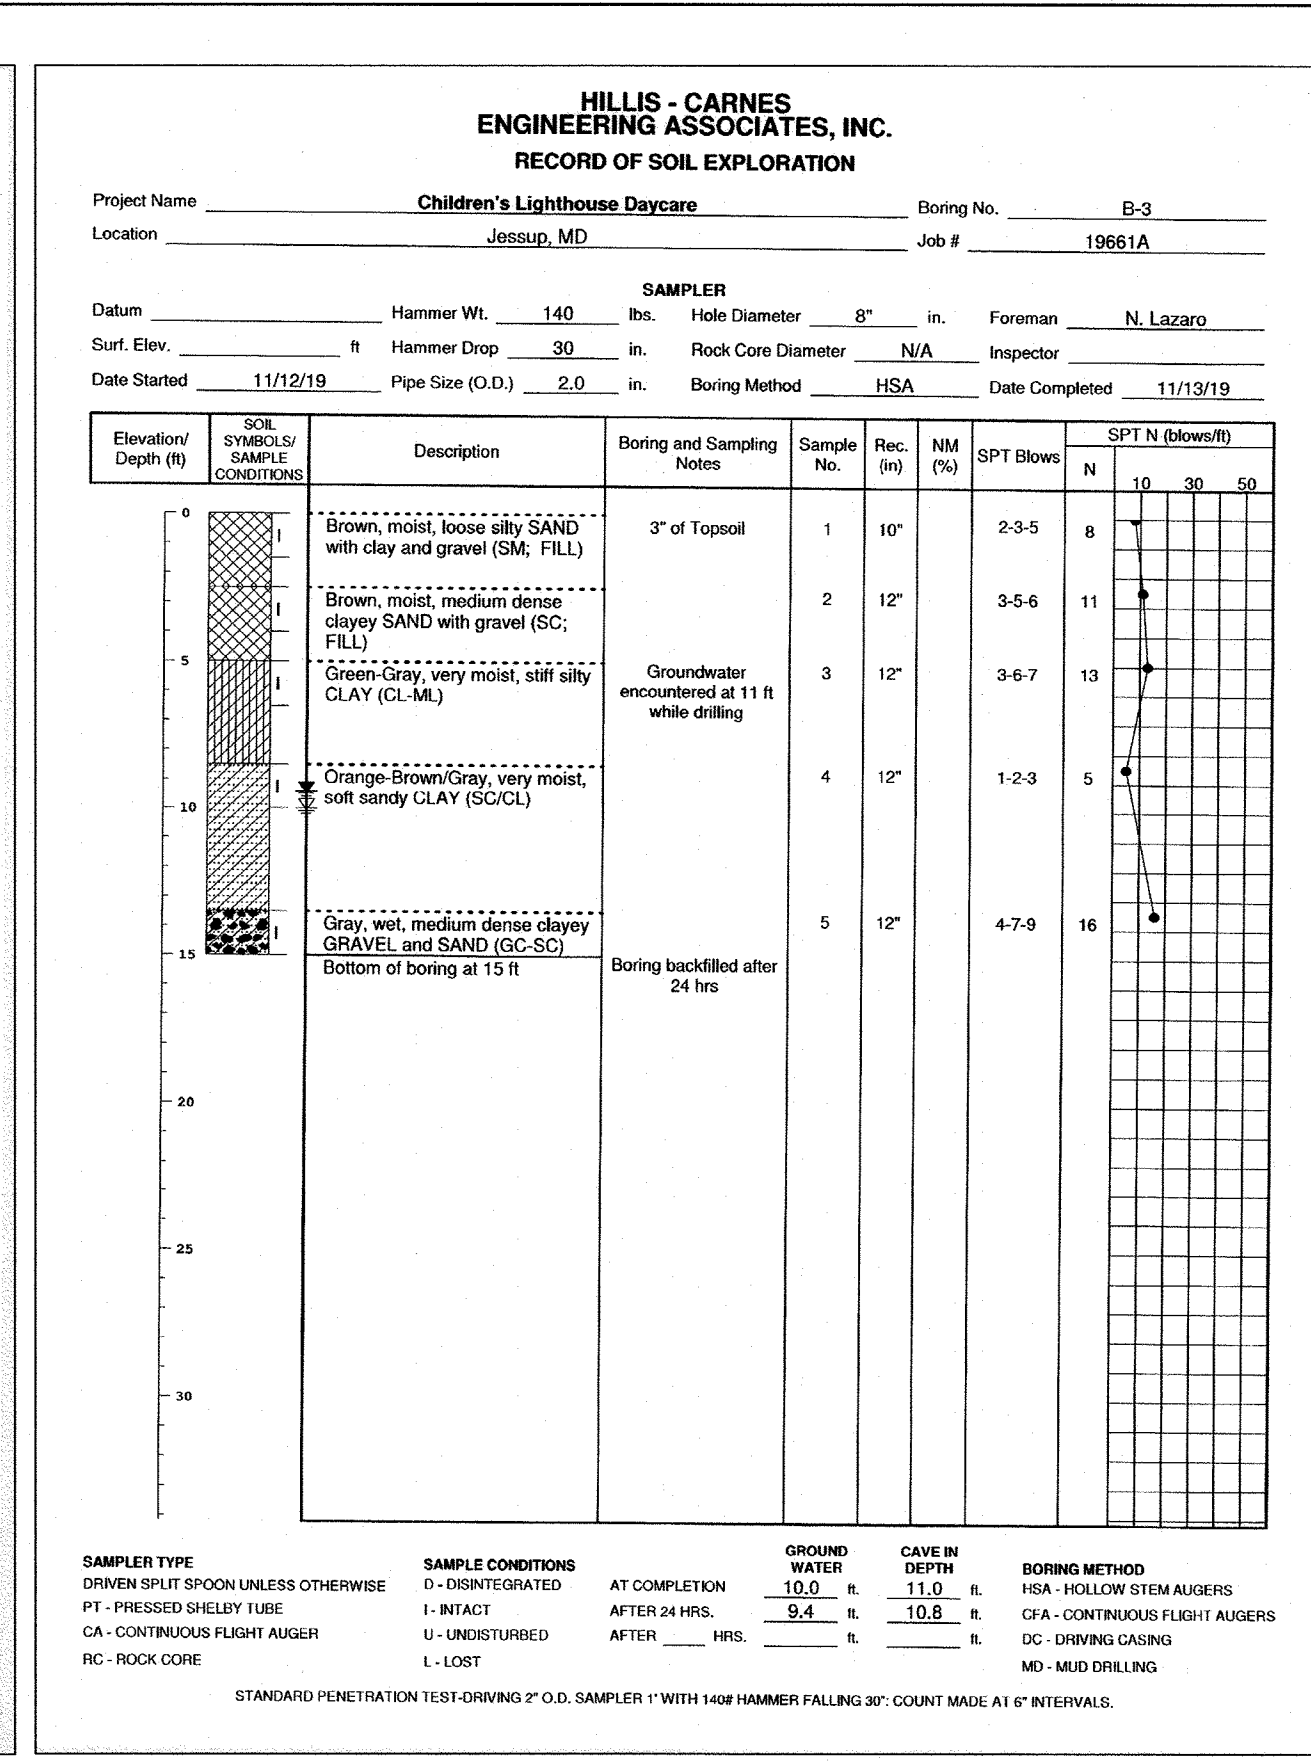 HILLIS - CARNES
ENGINEERING ASSOCIATES, INC.
RECORD OF SOIL EXPLORATION
Project Name Children's Lighthouse Daycare Boring No. B-3
Location Jessup, MD Job # 19661A
SAMPLER
Datum Hammer Wt. 140 lbs. Hole Diameter 8" in. Foreman N. Lazaro
Surf. Elev. ft Hammer Drop 30 in. Rock Core Diameter N/A Inspector
Date Started 11/12/19 Pipe Size (O.D.) 2.0 in. Boring Method HSA Date Completed 11/13/19
Elevation/
Depth (ft)
SOIL
SYMBOLS/
SAMPLE
CONDITIONS
Description
Boring and Sampling
Notes
Sample
No.
Rec.
(in)
NM
(%)
SPT Blows
SPT N (blows/ft)
N
10 30 50
0
I
Brown, moist, loose silty SAND
with clay and gravel (SM; FILL)
3" of Topsoil
1 10" 2-3-5 8
I
Brown, moist, medium dense
clayey SAND with gravel (SC;
FILL)
2 12" 3-5-6 11
5
I
Green-Gray, very moist, stiff silty
CLAY (CL-ML)
Groundwater
encountered at 11 ft
while drilling
3 12" 3-6-7 13
I
Orange-Brown/Gray, very moist,
soft sandy CLAY (SC/CL)
4 12" 1-2-3 5
10
I
Gray, wet, medium dense clayey
GRAVEL and SAND (GC-SC)
5 12" 4-7-9 16
15
Bottom of boring at 15 ft
Boring backfilled after
24 hrs
20
25
30
SAMPLER TYPE
DRIVEN SPLIT SPOON UNLESS OTHERWISE
PT - PRESSED SHELBY TUBE
CA - CONTINUOUS FLIGHT AUGER
RC - ROCK CORE
SAMPLE CONDITIONS
D - DISINTEGRATED
I - INTACT
U - UNDISTURBED
L - LOST
GROUND
WATER
CAVE IN
DEPTH
AT COMPLETION 10.0 ft. 11.0 ft.
AFTER 24 HRS. 9.4 ft. 10.8 ft.
AFTER ____ HRS. ft. ft.
BORING METHOD
HSA - HOLLOW STEM AUGERS
CFA - CONTINUOUS FLIGHT AUGERS
DC - DRIVING CASING
MD - MUD DRILLING
STANDARD PENETRATION TEST-DRIVING 2" O.D. SAMPLER 1' WITH 140# HAMMER FALLING 30": COUNT MADE AT 6" INTERVALS.